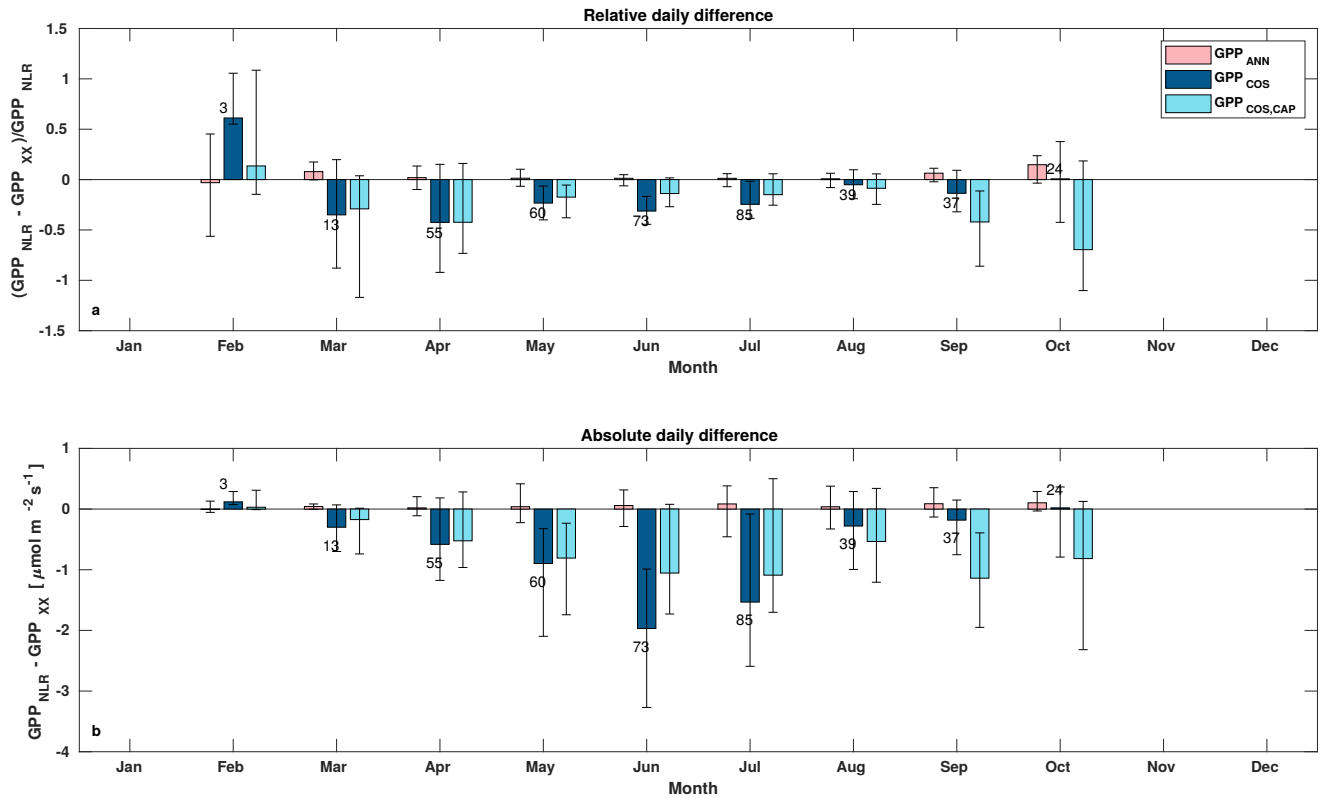 Relative daily difference
(GPP NLR - GPP XX)/GPP NLR
1.5
1
0.5
0
-0.5
-1
-1.5
GPP ANN
GPP COS
GPP COS,CAP
3
13
55
60
73
85
39
37
24
a
Jan Feb Mar Apr May Jun Jul Aug Sep Oct Nov Dec
Month
Absolute daily difference
GPP NLR - GPP XX [ μmol m -2 s-1 ]
1
0
-1
-2
-3
-4
3
13
55
60
73
85
39
37
24
b
Jan Feb Mar Apr May Jun Jul Aug Sep Oct Nov Dec
Month